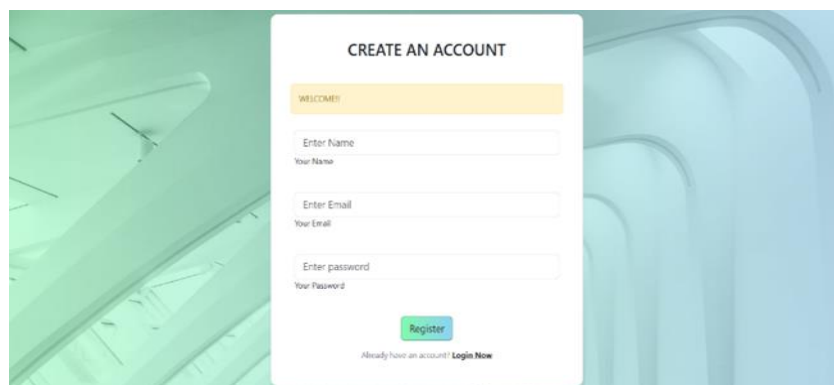 CREATE AN ACCOUNT
WELCOME!!
Enter Name
Your Name
Enter Email
Your Email
Enter password
Your Password
Register
Already have an account? Login Now